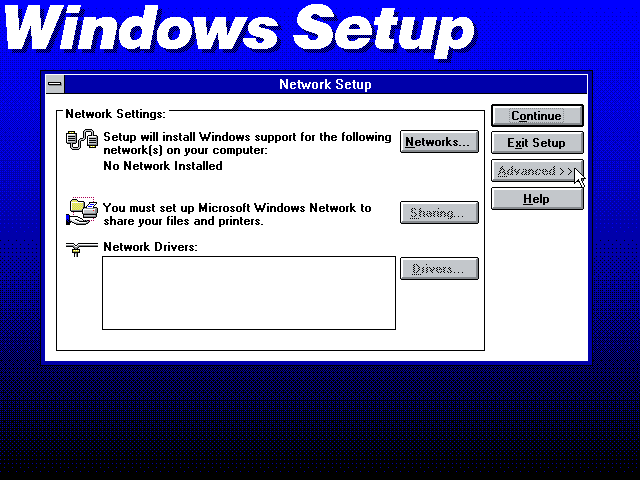 Windows Setup
Network Setup
Network Settings:
Setup will install Windows support for the following
network(s) on your computer:
No Network Installed
Networks...
You must set up Microsoft Windows Network to
share your files and printers.
Sharing...
Network Drivers:
Drivers...
Continue
Exit Setup
Advanced >>
Help